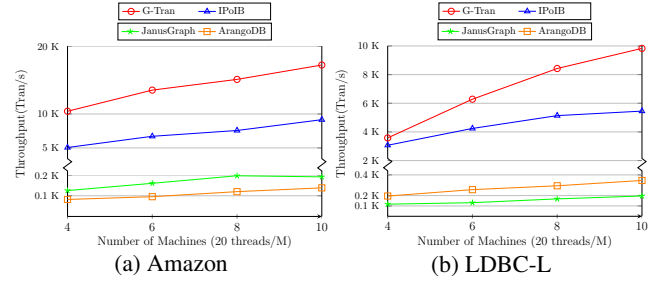 G-Tran IPoIB
JanusGraph ArangoDB
Throughput(Tran/s)
20 K
10 K
5 K
0.2 K
0.1 K
4 6 8 10
Number of Machines (20 threads/M)
(a) Amazon
G-Tran IPoIB
JanusGraph ArangoDB
Throughput(Tran/s)
10 K
8 K
6 K
4 K
2 K
0.4 K
0.2 K
0.1 K
4 6 8 10
Number of Machines (20 threads/M)
(b) LDBC-L